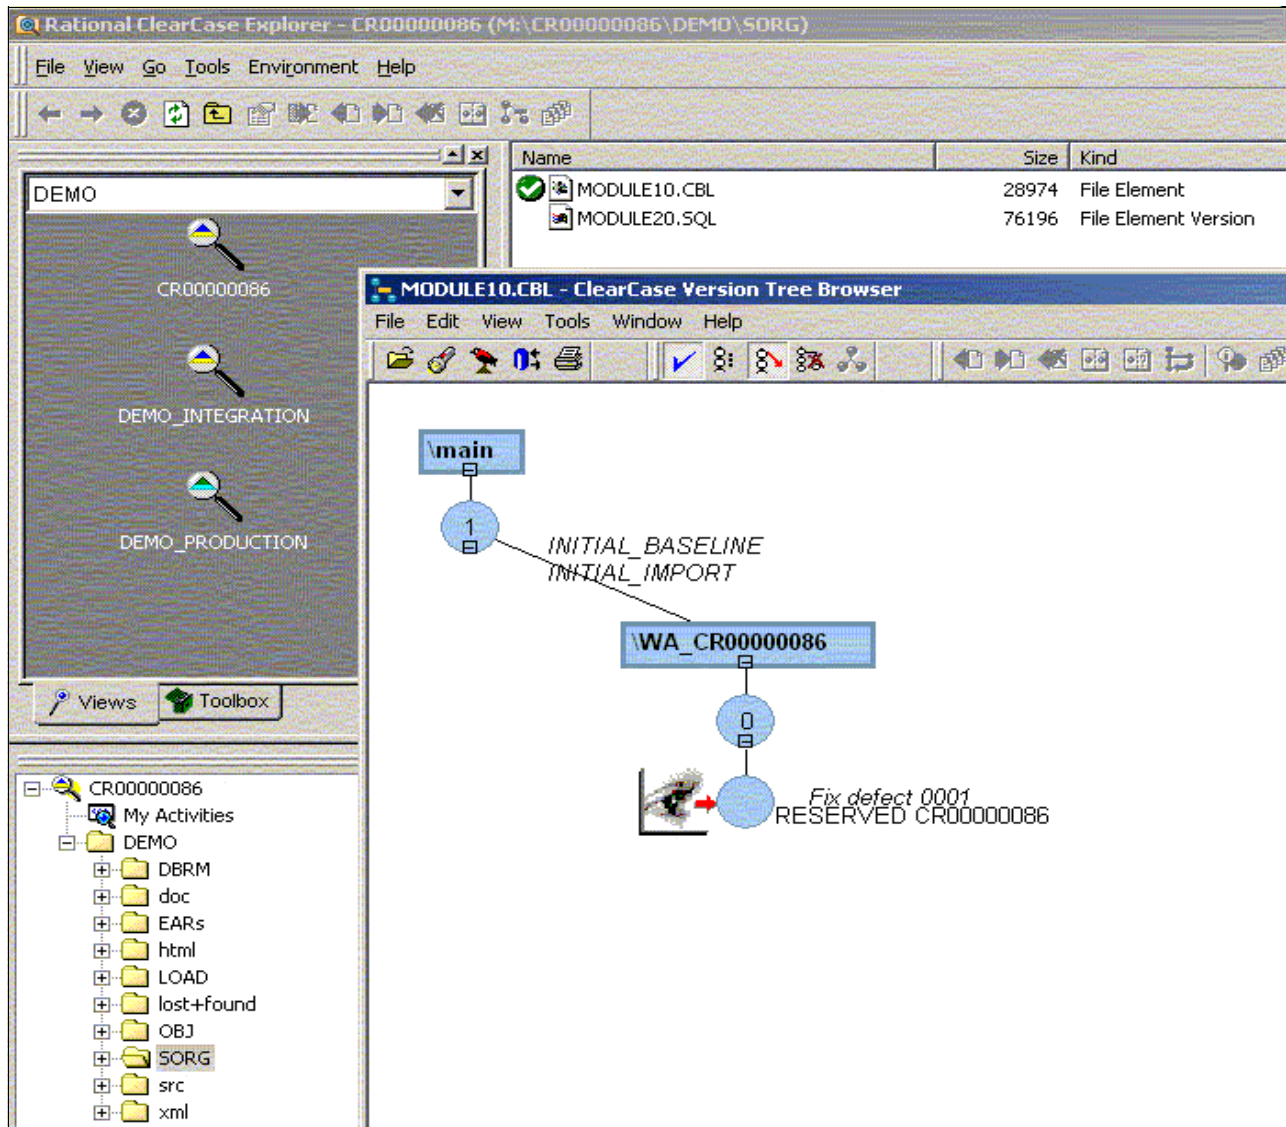 Rational ClearCase Explorer - CR00000086 (M:\CR00000086\DEMO\SORG)
File View Go Tools Environment Help
Name Size Kind
MODULE10.CBL 28974 File Element
MODULE20.SQL 76196 File Element Version
DEMO
CR00000086
DEMO_INTEGRATION
DEMO_PRODUCTION
Views Toolbox
MODULE10.CBL - ClearCase Version Tree Browser
File Edit View Tools Window Help
\main
1
INITIAL_BASELINE
INITIAL_IMPORT
\WA_CR00000086
0
Fix defect 0001
RESERVED CR00000086
CR00000086
My Activities
DEMO
DBRM
doc
EARs
html
LOAD
lost+found
OBJ
SORG
src
xml